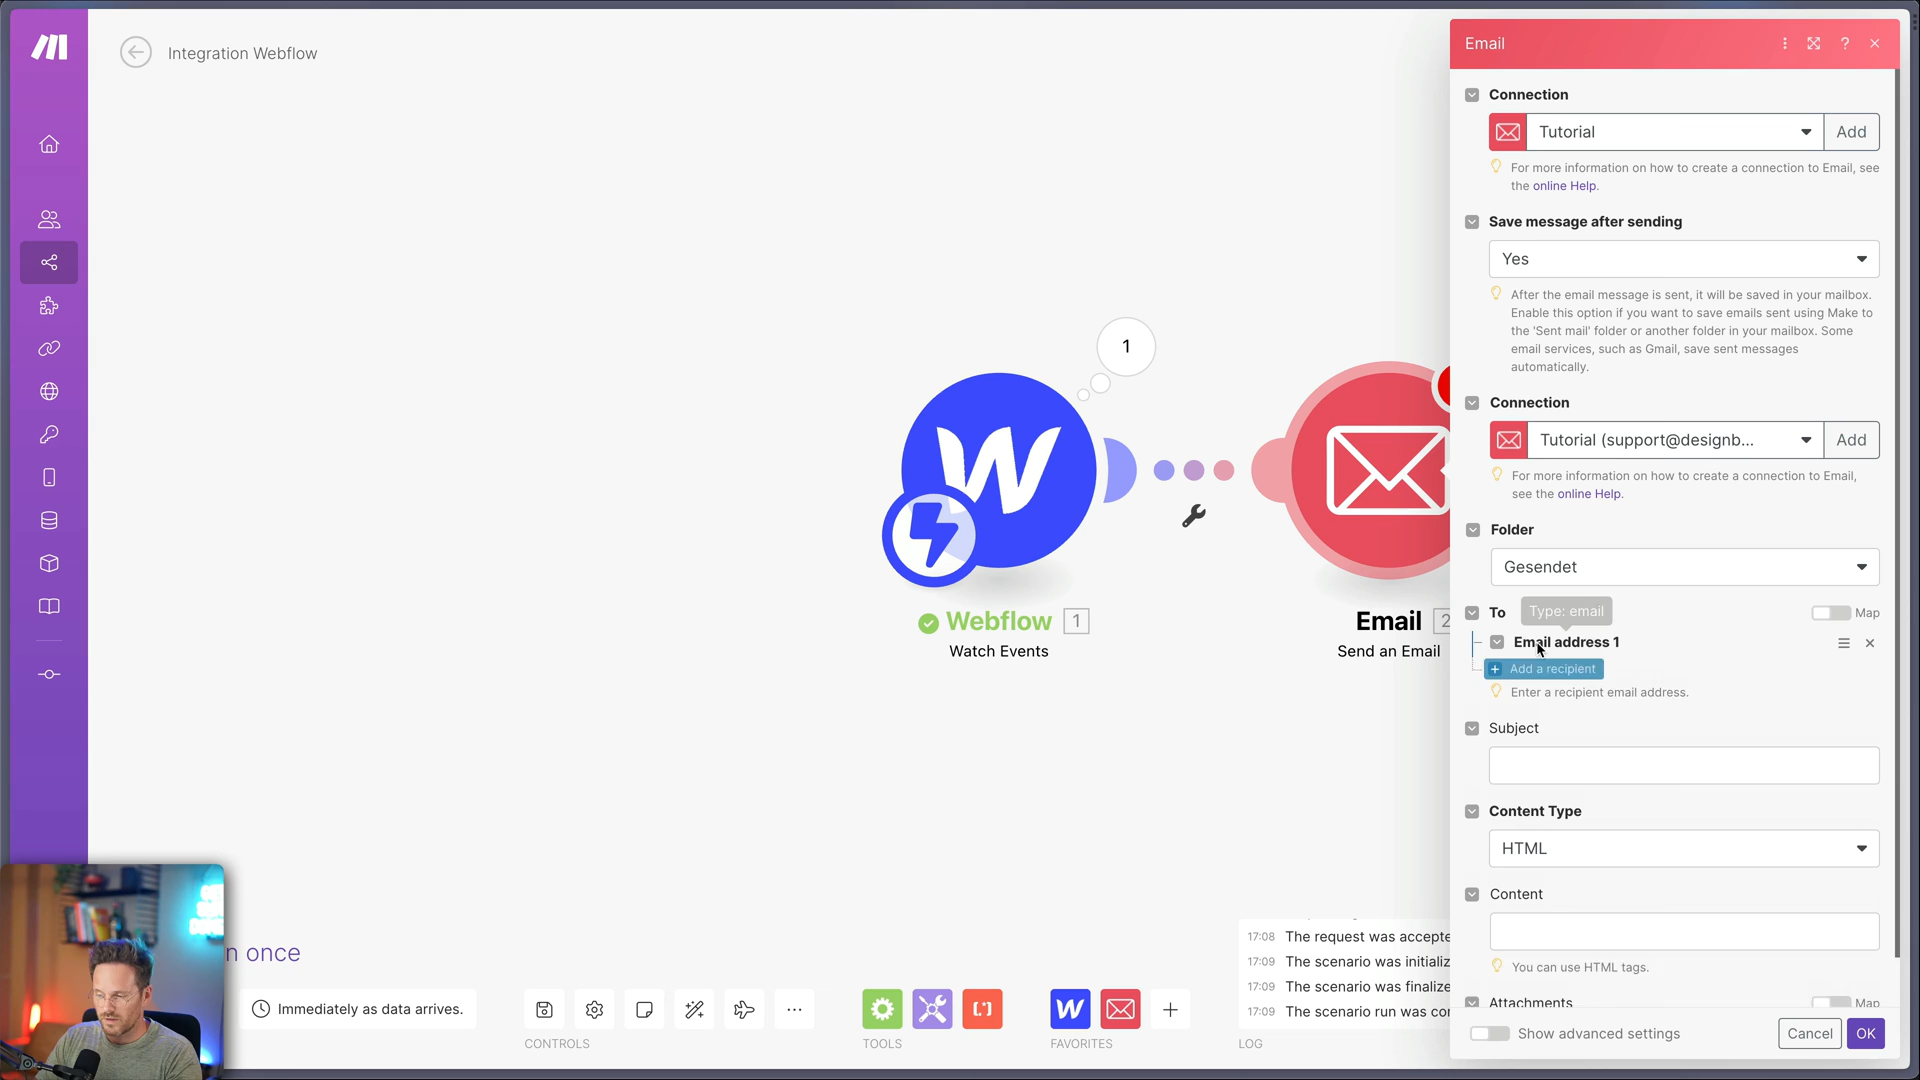 Integration Webflow
Email
?
Connection
Tutorial
Add
For more information on how to create a connection to Email, see
the online Help.
Save message after sending
Yes
After the email message is sent, it will be saved in your mailbox.
Enable this option if you want to save emails sent using Make to
the 'Sent mail' folder or another folder in your mailbox. Some
email services, such as Gmail, save sent messages
automatically.
Connection
Tutorial (support@designb...
Add
For more information on how to create a connection to Email,
see the online Help.
Folder
Gesendet
To
Type: email
Map
Email address 1
Add a recipient
Enter a recipient email address.
Subject
Content Type
HTML
Content
You can use HTML tags.
Attachments
Map
Show advanced settings
Cancel
OK
1
W
Webflow 1
Watch Events
Email 2
Send an Email
n once
Immediately as data arrives.
CONTROLS
TOOLS
W
FAVORITES
17:08 The request was accepte
17:09 The scenario was initializ
17:09 The scenario was finalize
17:09 The scenario run was co
LOG